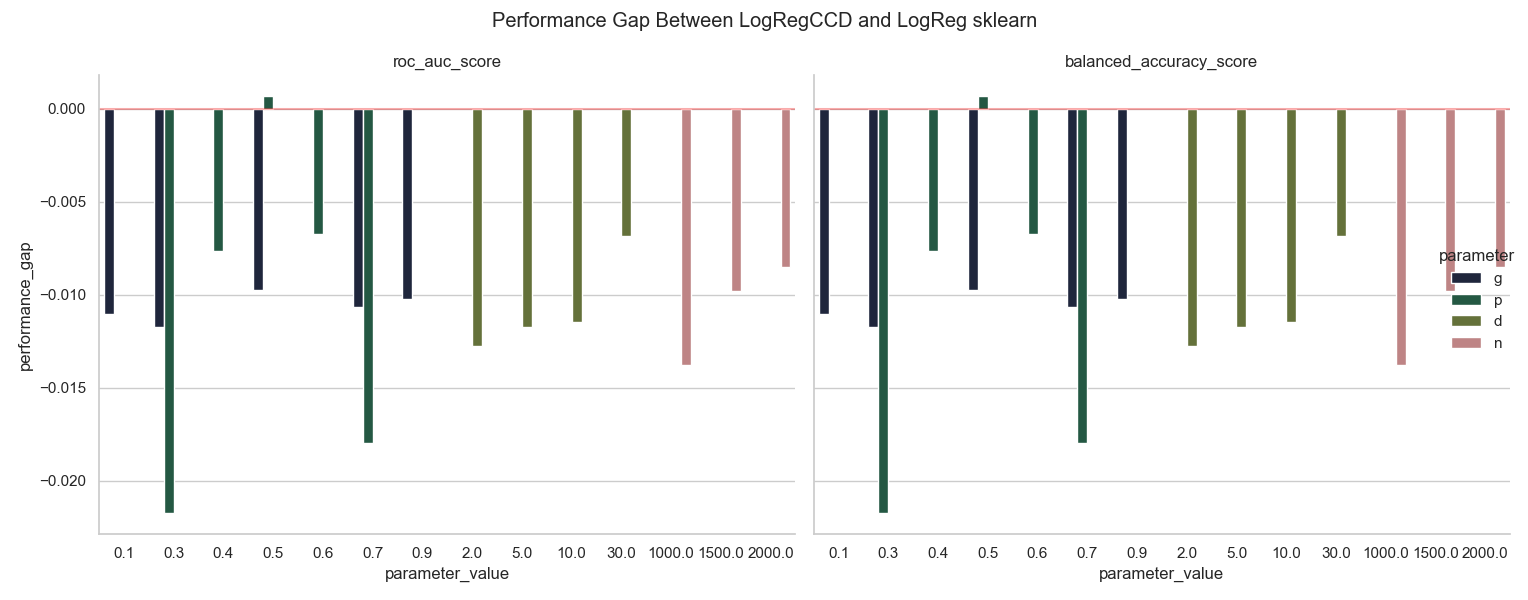 Performance Gap Between LogRegCCD and LogReg sklearn
roc_auc_score
balanced_accuracy_score
0.000
−0.005
−0.010
−0.015
−0.020
performance_gap
parameter
g
p
d
n
0.1 0.3 0.4 0.5 0.6 0.7 0.9 2.0 5.0 10.0 30.0 1000.0 1500.0 2000.0
0.1 0.3 0.4 0.5 0.6 0.7 0.9 2.0 5.0 10.0 30.0 1000.0 1500.0 2000.0
parameter_value
parameter_value